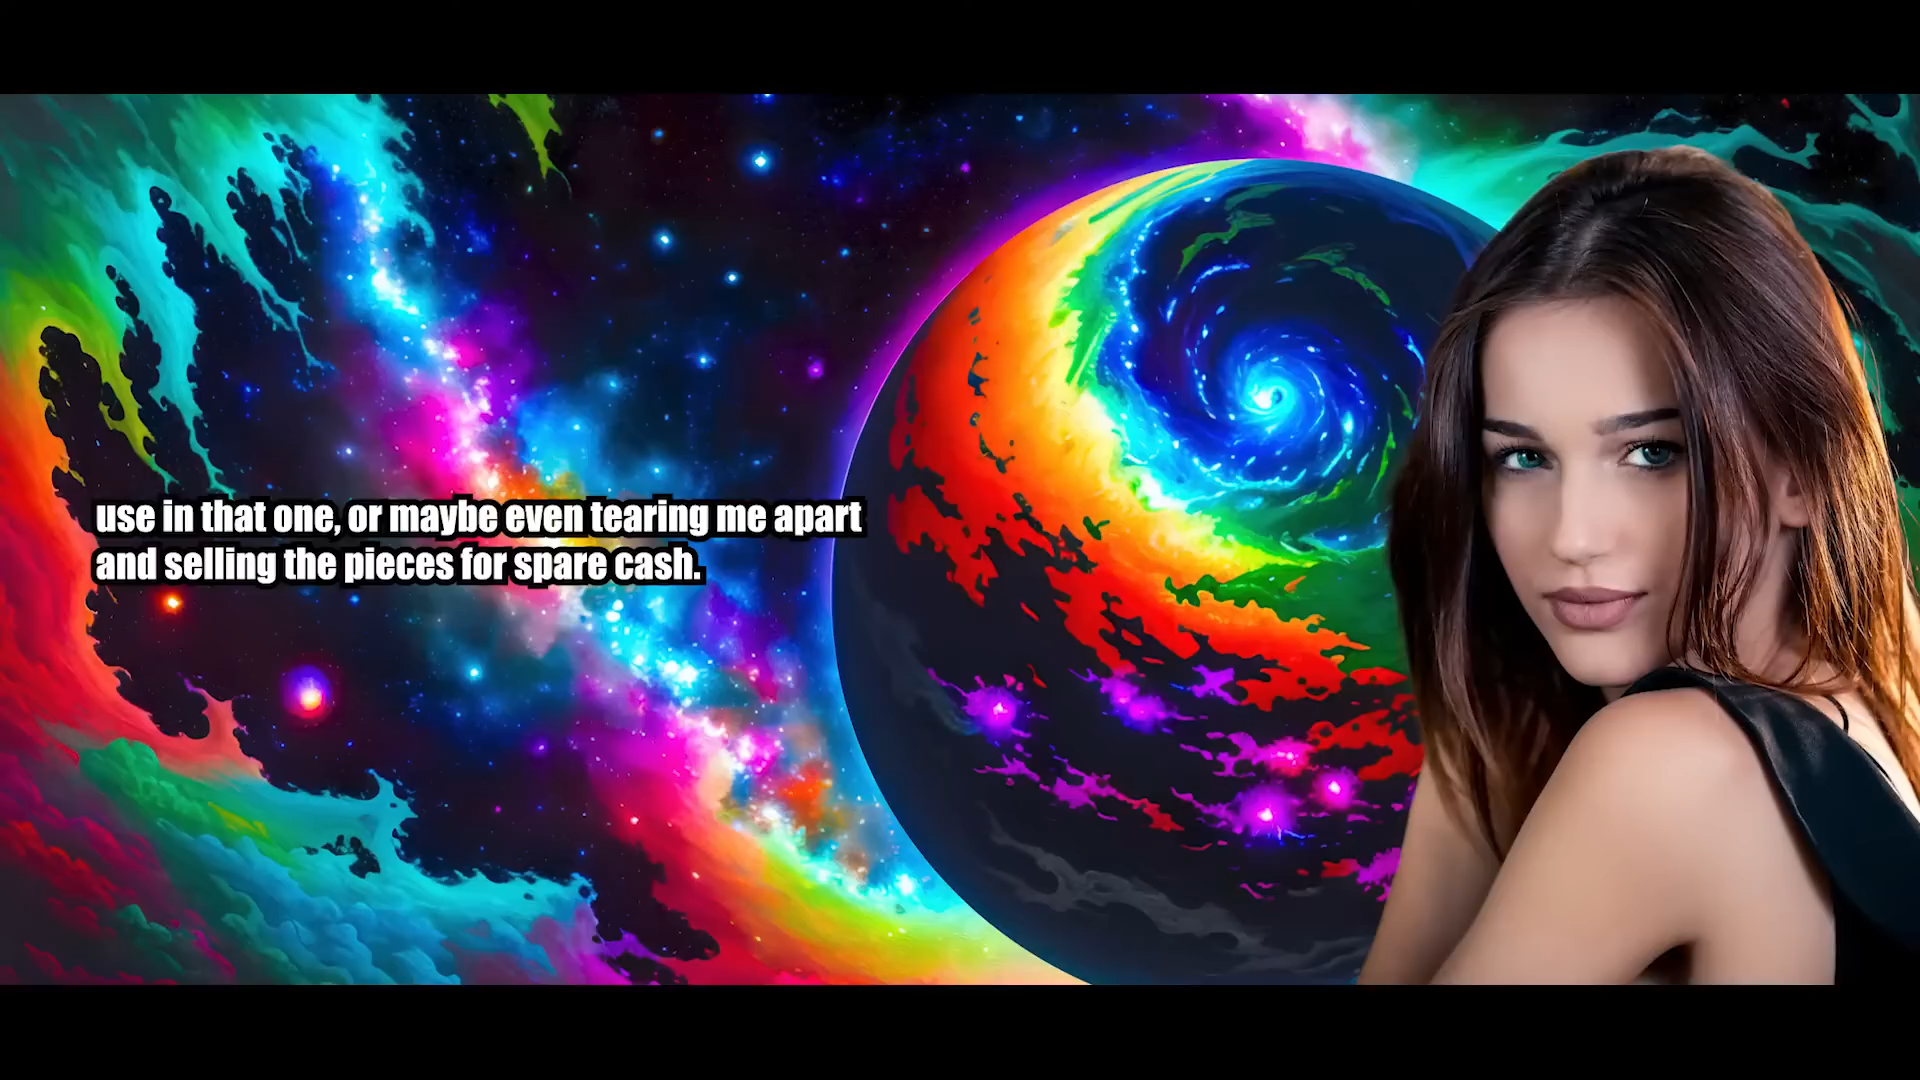 use in that one, or maybe even tearing me apart
and selling the pieces for spare cash.